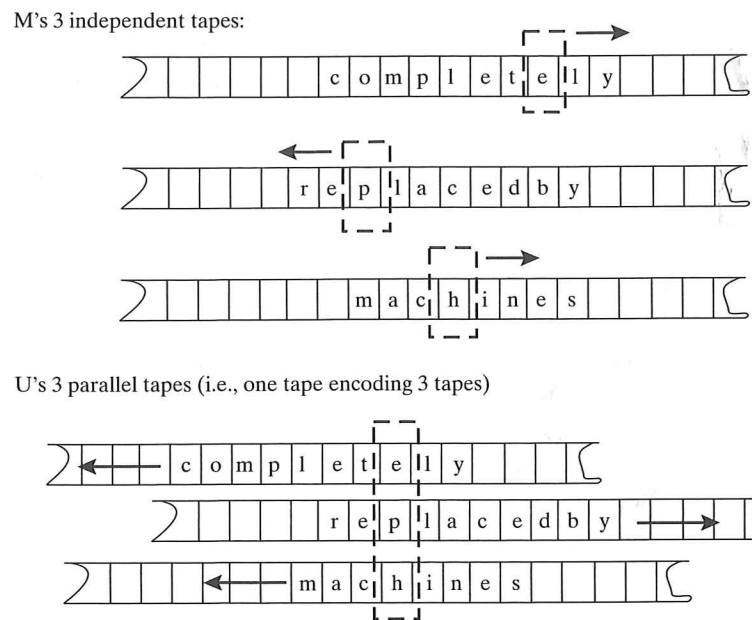 M's 3 independent tapes:
c o m p l e t e l y
r e p l a c e d b y
m a c h i n e s
U's 3 parallel tapes (i.e., one tape encoding 3 tapes)
c o m p l e t e l y
r e p l a c e d b y
m a c h i n e s